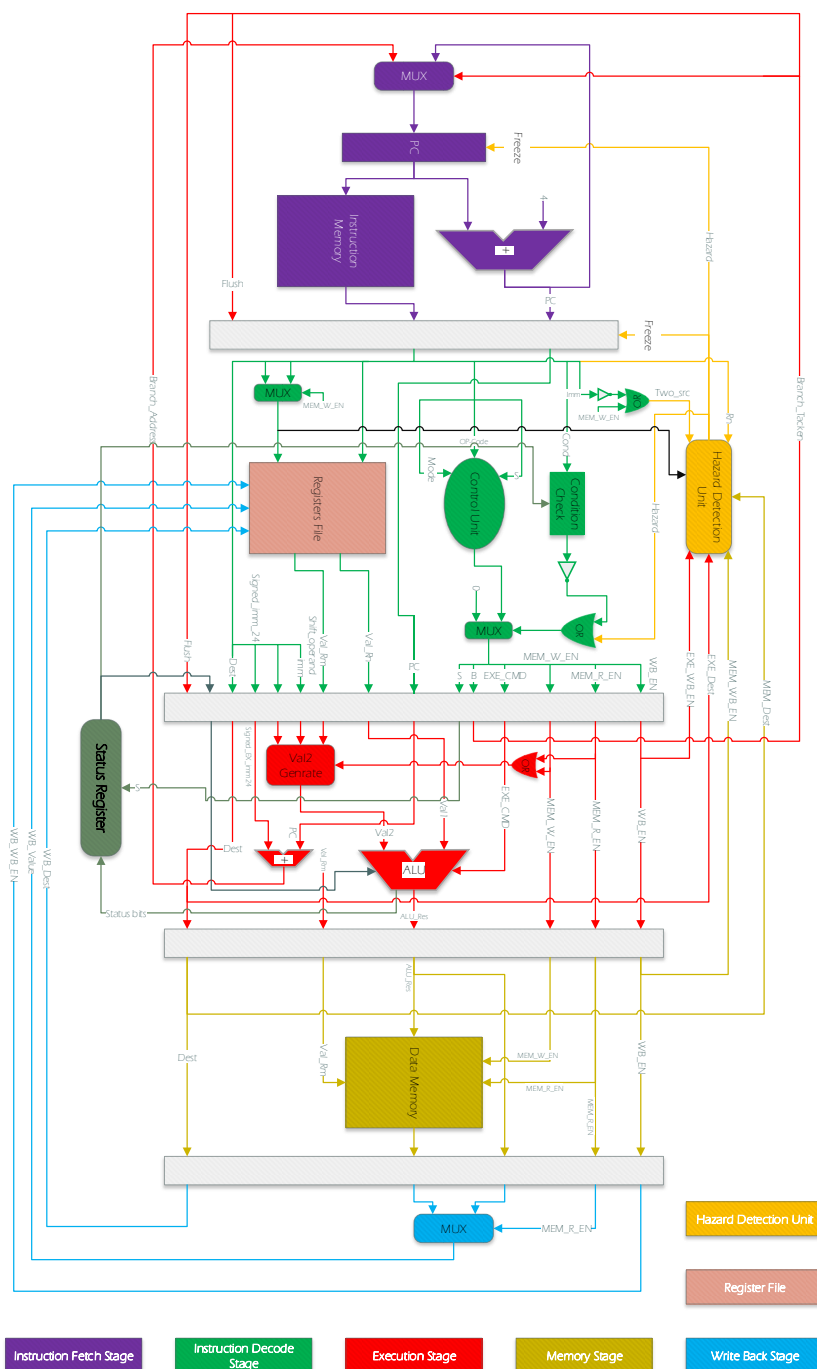 MUX
Freeze
PC
4
Instruction
Memory
+
Hazard
Flush
PC
Freeze
Branch_Address
MUX
MEM_W_EN
Imm
MEM_W_EN
OR
Two_src
Rn
Branch_Tacken
OP_Code
Mode
S
Cond
Registers File
Control Unit
Condition
Check
Hazard
Hazard Detection
Unit
0
MUX
OR
Signed_imm_24
Shift_operand
Val_Rm
Val_Rn
Flush
Dest
imm
PC
S
B
EXE_CMD
MEM_W_EN
MEM_R_EN
WB_EN
EXE_WB_EN
EXE_Dest
MEM_WB_EN
MEM_Dest
Status Register
S
Signed_EX_imm24
Val2
Genrate
OR
EXE_CMD
MEM_W_EN
MEM_R_EN
WB_EN
Val1
Val2
PC
+
Dest
Val_Rm
ALU
Status bits
ALU_Res
WB_WB_EN
WB_Value
WB_Dest
ALU_Res
Dest
Val_Rm
Data Memory
MEM_W_EN
MEM_R_EN
WB_EN
MEM_R_EN
MUX
MEM_R_EN
Hazard Detection Unit
Register File
Instruction Fetch Stage
Instruction Decode
Stage
Execution Stage
Memory Stage
Write Back Stage